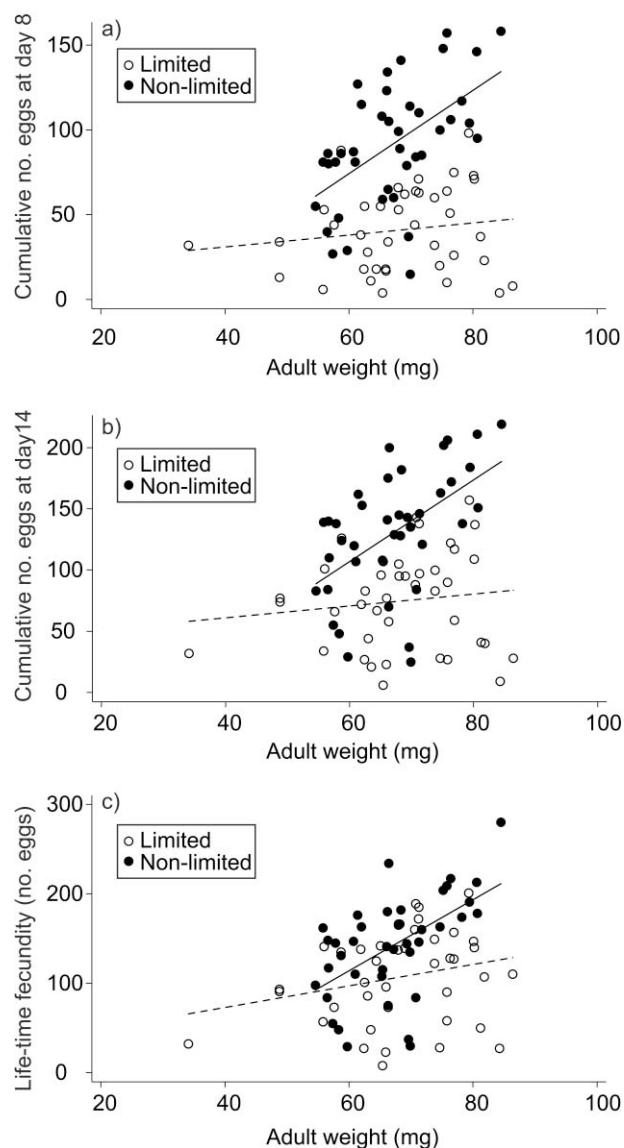 a)
Limited
Non-limited
Cumulative no. eggs at day 8
150
100
50
0
20 40 60 80 100
Adult weight (mg)
b)
Limited
Non-limited
Cumulative no. eggs at day14
200
150
100
50
0
20 40 60 80 100
Adult weight (mg)
c)
Limited
Non-limited
Life-time fecundity (no. eggs)
300
200
100
0
20 40 60 80 100
Adult weight (mg)